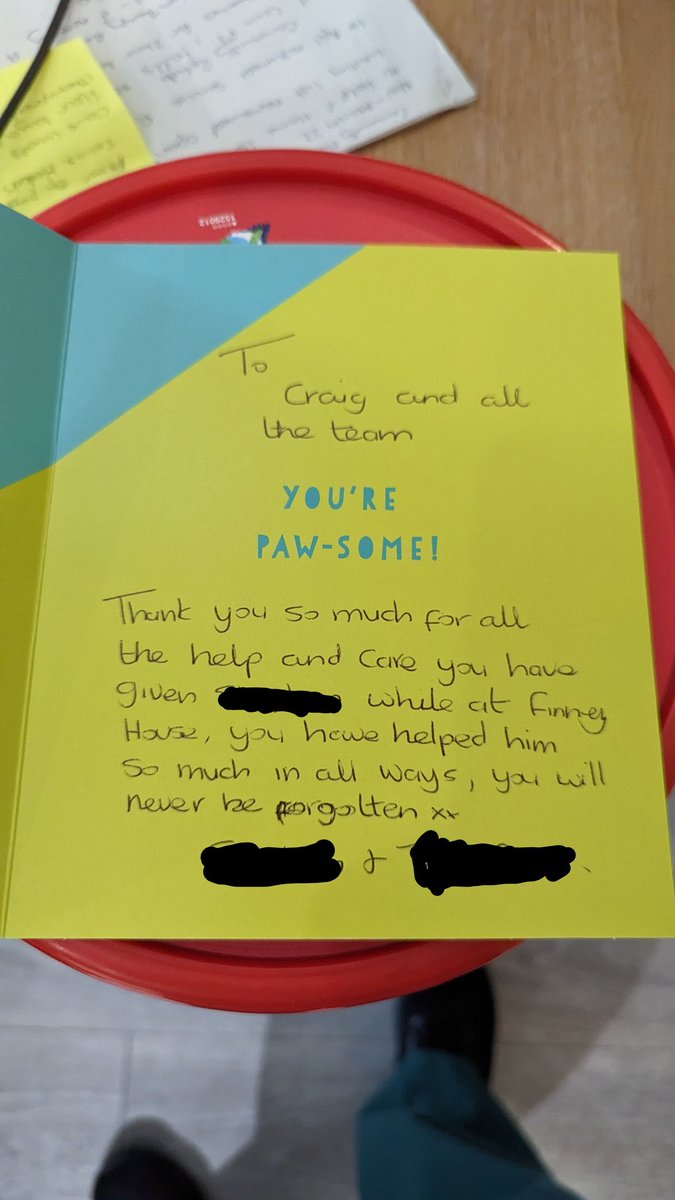 To
Craig and all
the team
YOU'RE
PAW-SOME!
Thank you so much for all
the help and care you have
given while at Finney
House, you have helped him
so much in all ways, you will
never be forgotten xx
&
1529012